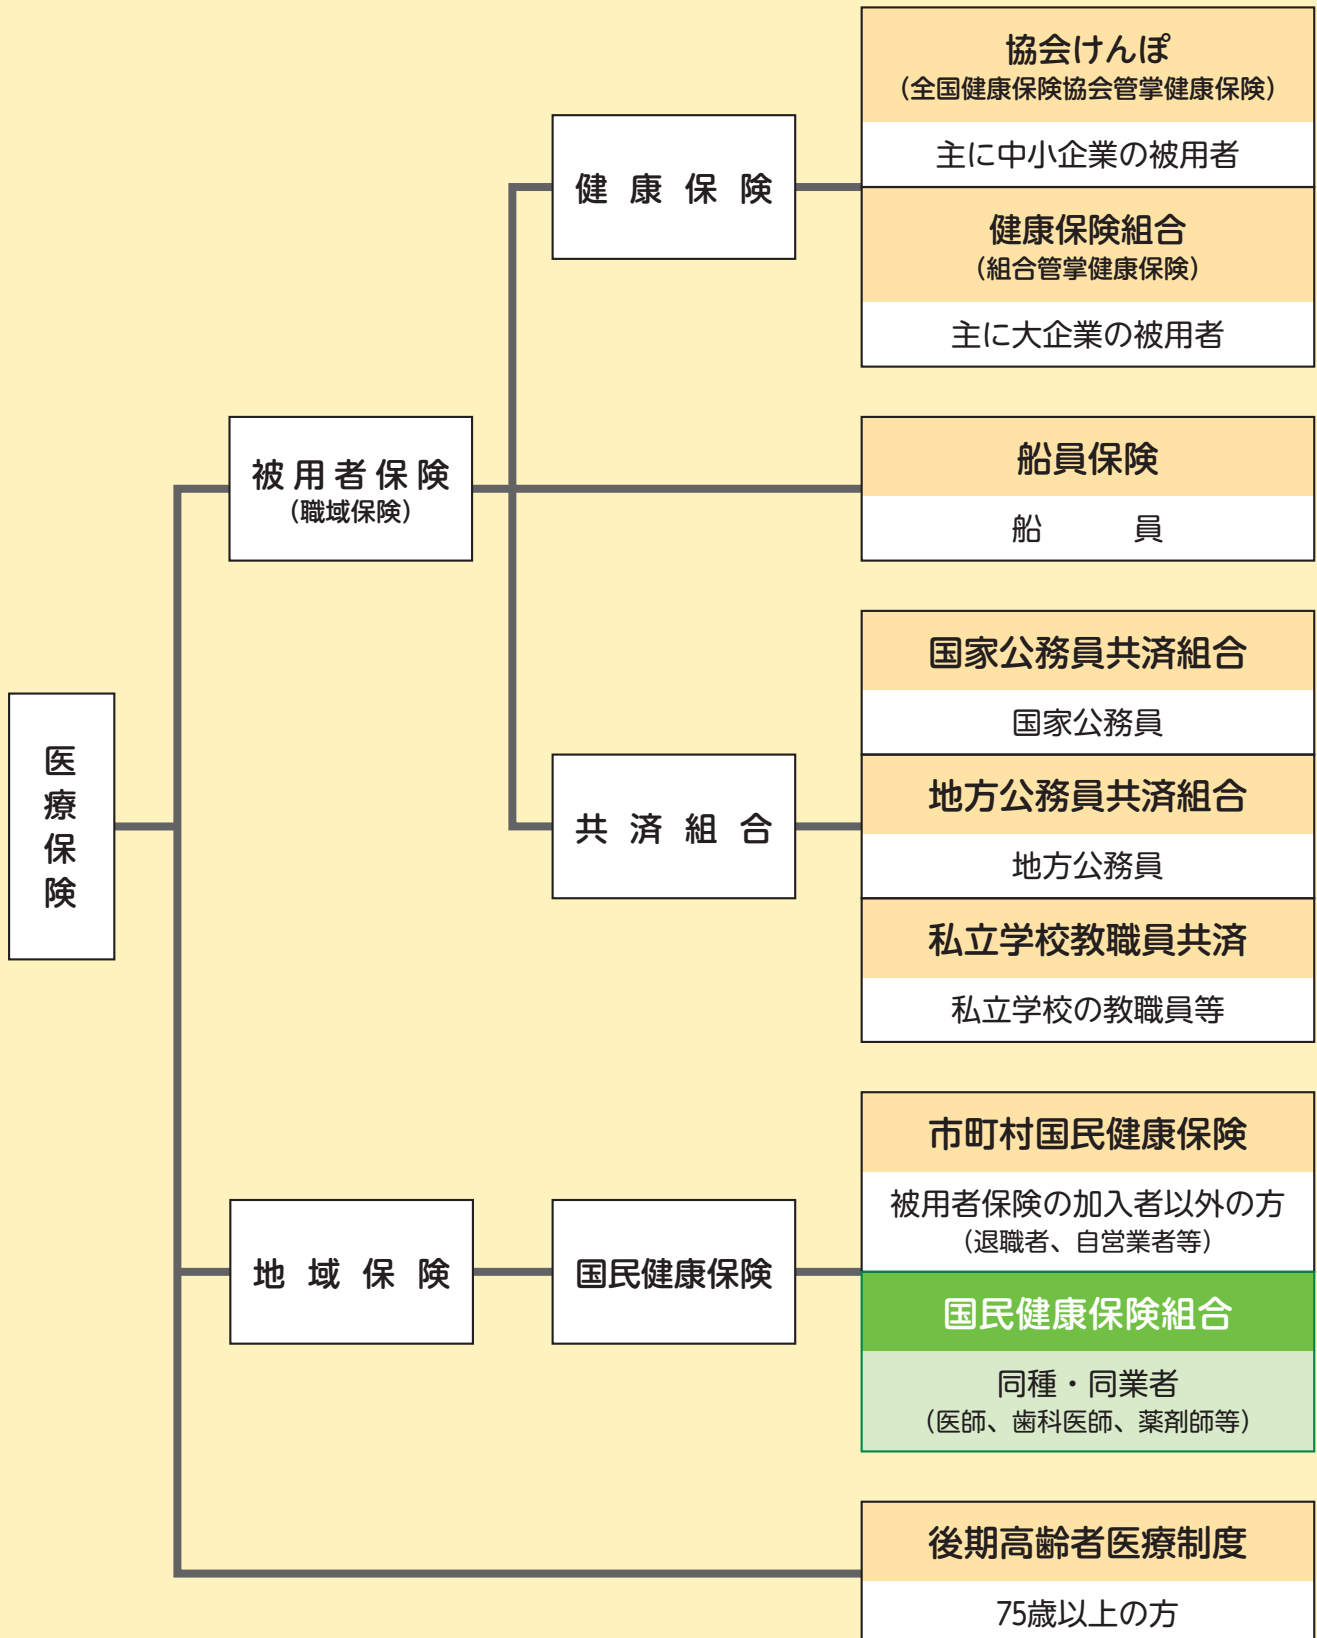 医療保険
被用者保険
（職域保険）
健康保険
協会けんぽ
（全国健康保険協会管掌健康保険）
主に中小企業の被用者
健康保険組合
（組合管掌健康保険）
主に大企業の被用者
船員保険
船員
共済組合
国家公務員共済組合
国家公務員
地方公務員共済組合
地方公務員
私立学校教職員共済
私立学校の教職員等
地域保険
国民健康保険
市町村国民健康保険
被用者保険の加入者以外の方
（退職者、自営業者等）
国民健康保険組合
同種・同業者
（医師、歯科医師、薬剤師等）
後期高齢者医療制度
75歳以上の方